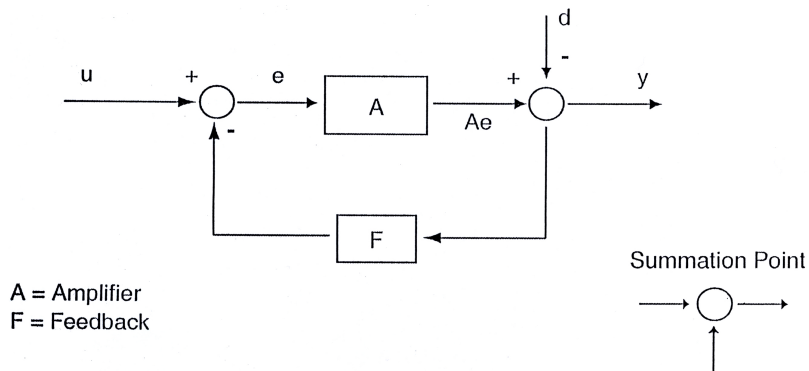 d
u
+
e
+
-
y
A
Ae
-
F
Summation Point
A = Amplifier
F = Feedback